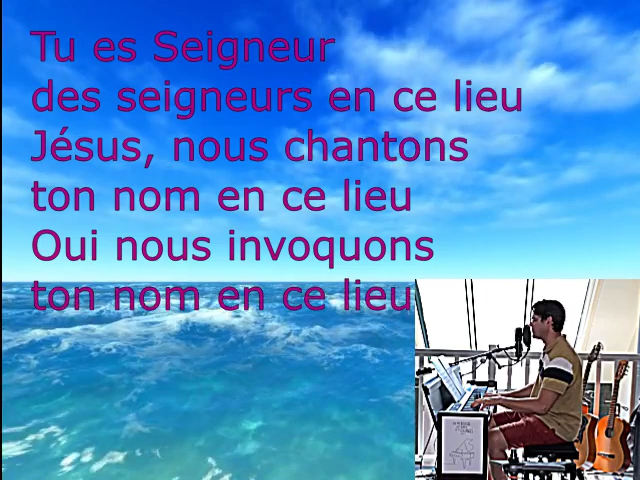 Tu es Seigneur
des seigneurs en ce lieu
Jésus, nous chantons
ton nom en ce lieu
Oui nous invoquons
ton nom en ce lieu